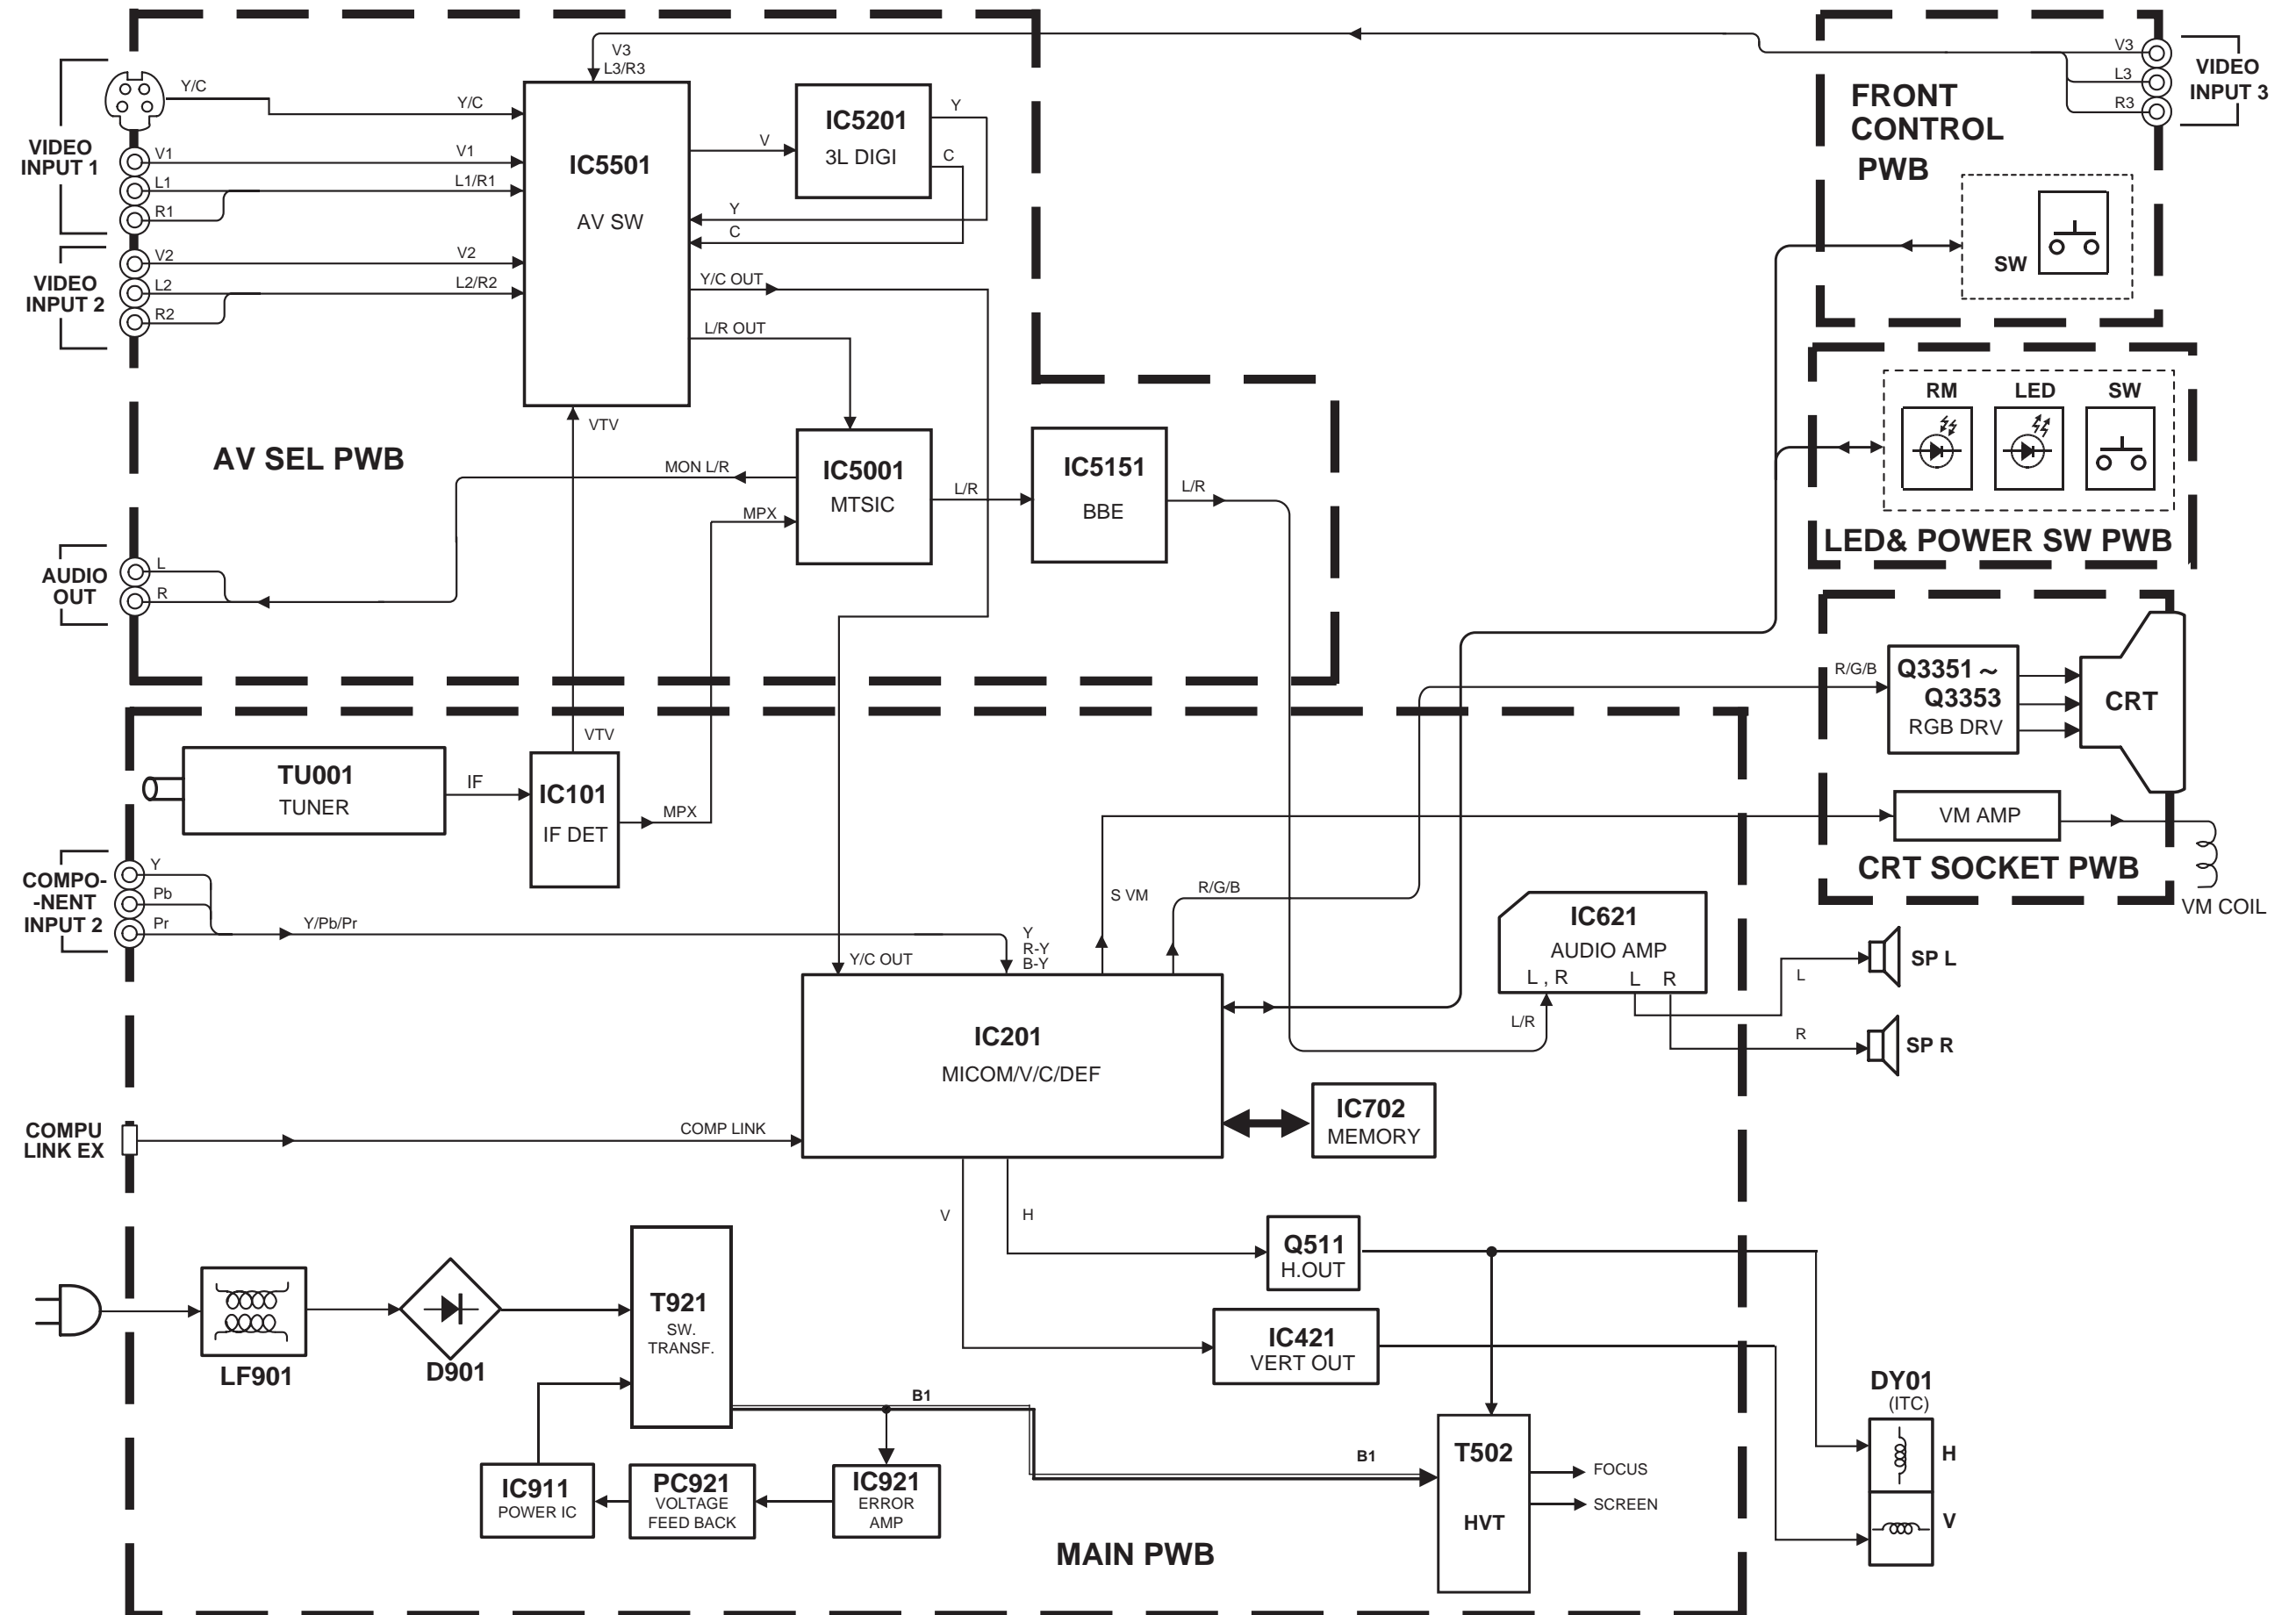 V3
L3/R3
Y/C
Y/C
VIDEO
INPUT 1
V1
V1
L1
L1/R1
R1
VIDEO
INPUT 2
V2
V2
L2
L2/R2
R2
IC5501
AV SW
V
IC5201
3L DIGI
Y
C
Y
C
Y/C OUT
L/R OUT
VTV
AV SEL PWB
MON L/R
MPX
IC5001
MTSIC
L/R
IC5151
BBE
L/R
AUDIO
OUT
L
R
FRONT
CONTROL
PWB
V3
L3
R3
VIDEO
INPUT 3
SW
RM
LED
SW
LED& POWER SW PWB
R/G/B
Q3351 ~
Q3353
RGB DRV
CRT
VM AMP
CRT SOCKET PWB
VM COIL
TU001
TUNER
IF
VTV
IC101
IF DET
MPX
COMPO-
-NENT
INPUT 2
Y
Pb
Pr
Y/Pb/Pr
Y/C OUT
Y
R-Y
B-Y
S VM
R/G/B
IC621
AUDIO AMP
L , R
L
R
L/R
L
SP L
R
SP R
IC201
MICOM/V/C/DEF
IC702
MEMORY
COMPU
LINK EX
COMP LINK
V
H
Q511
H.OUT
IC421
VERT OUT
LF901
D901
T921
SW.
TRANSF.
B1
B1
IC911
POWER IC
PC921
VOLTAGE
FEED BACK
IC921
ERROR
AMP
T502
HVT
FOCUS
SCREEN
DY01
(ITC)
H
V
MAIN PWB